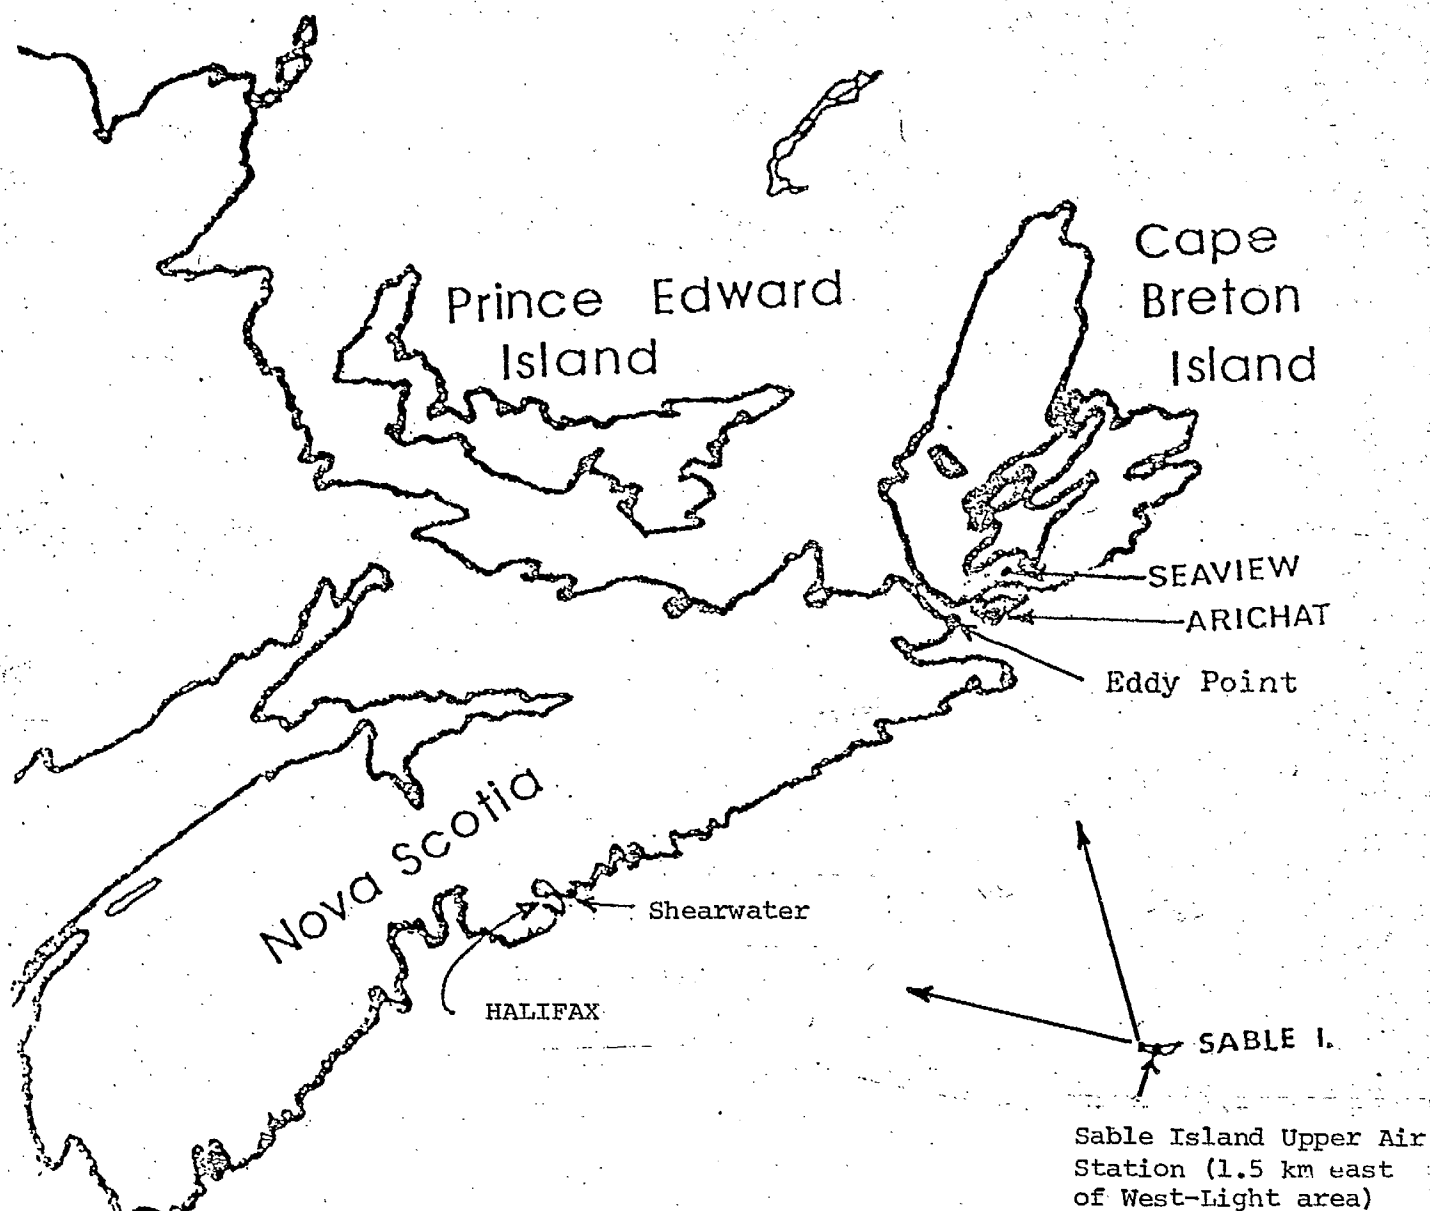 Cape
Breton
Island
Prince Edward
Island
SEAVIEW
ARICHAT
Eddy Point
Nova Scotia
Shearwater
HALIFAX
SABLE I.
Sable Island Upper Air
Station (1.5 km east
of West-Light area)